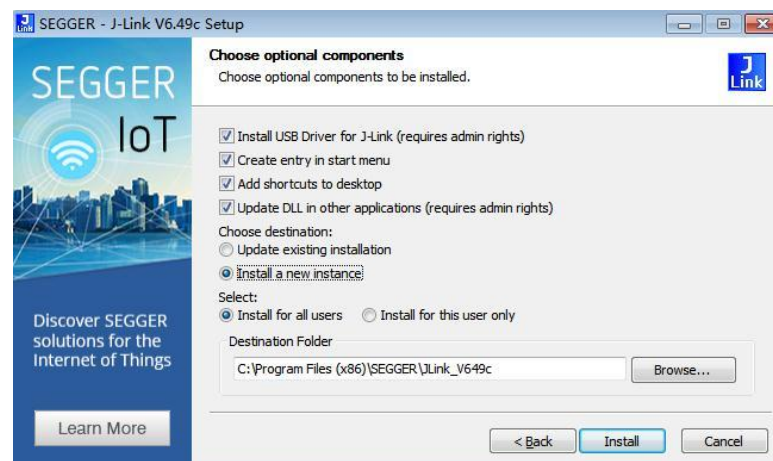 J Link
SEGGER - J-Link V6.49c Setup
SEGGER
IoT
Discover SEGGER
solutions for the
Internet of Things
Learn More
Choose optional components
Choose optional components to be installed.
J
Link
Install USB Driver for J-Link (requires admin rights)
Create entry in start menu
Add shortcuts to desktop
Update DLL in other applications (requires admin rights)
Choose destination:
Update existing installation
Install a new instance
Select:
Install for all users Install for this user only
Destination Folder
C:\Program Files (x86)\SEGGER\JLink_V649c Browse...
< Back Install Cancel